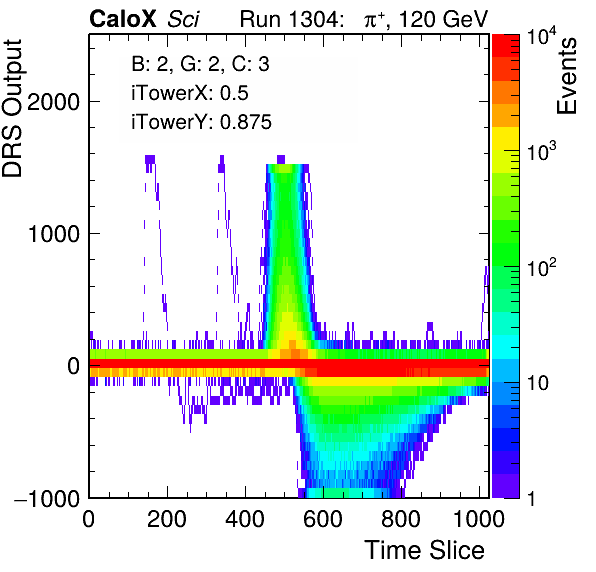 CaloX Sci Run 1304: π⁺, 120 GeV
B: 2, G: 2, C: 3
iTowerX: 0.5
iTowerY: 0.875
DRS Output
2000
1000
0
−1000
0 200 400 600 800 1000
Time Slice
Events
10⁴
10³
10²
10
1